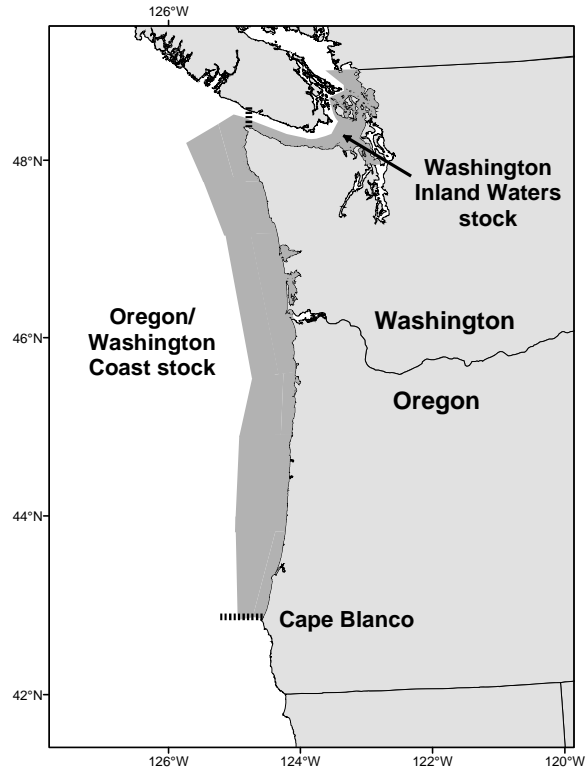 126°W
48°N
Washington
Inland Waters
stock
Oregon/
Washington
Coast stock
46°N
Washington
Oregon
44°N
Cape Blanco
42°N
126°W
124°W
122°W
120°W